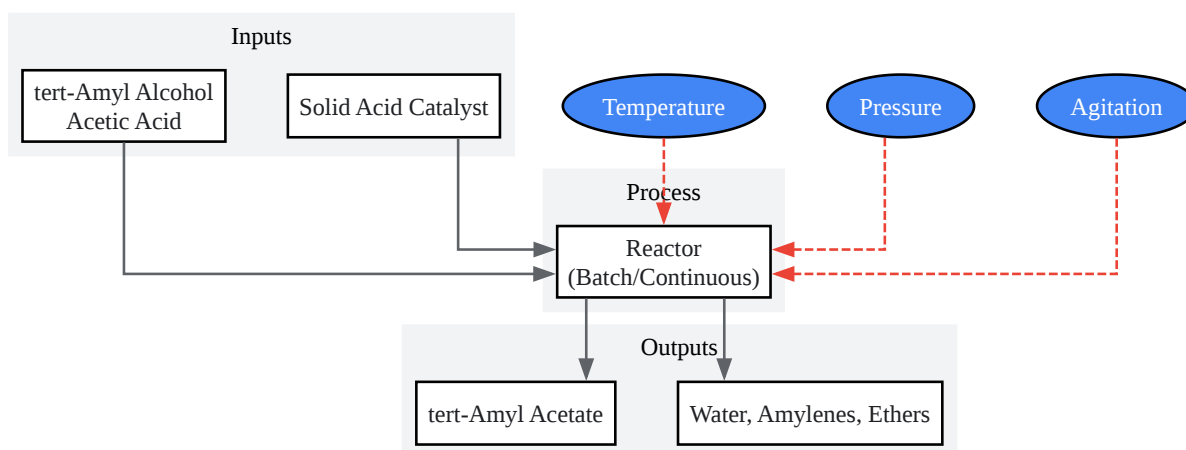 Inputs
tert-Amyl Alcohol
Acetic Acid
Solid Acid Catalyst
Temperature
Pressure
Agitation
Process
Reactor
(Batch/Continuous)
Outputs
tert-Amyl Acetate
Water, Amylenes, Ethers